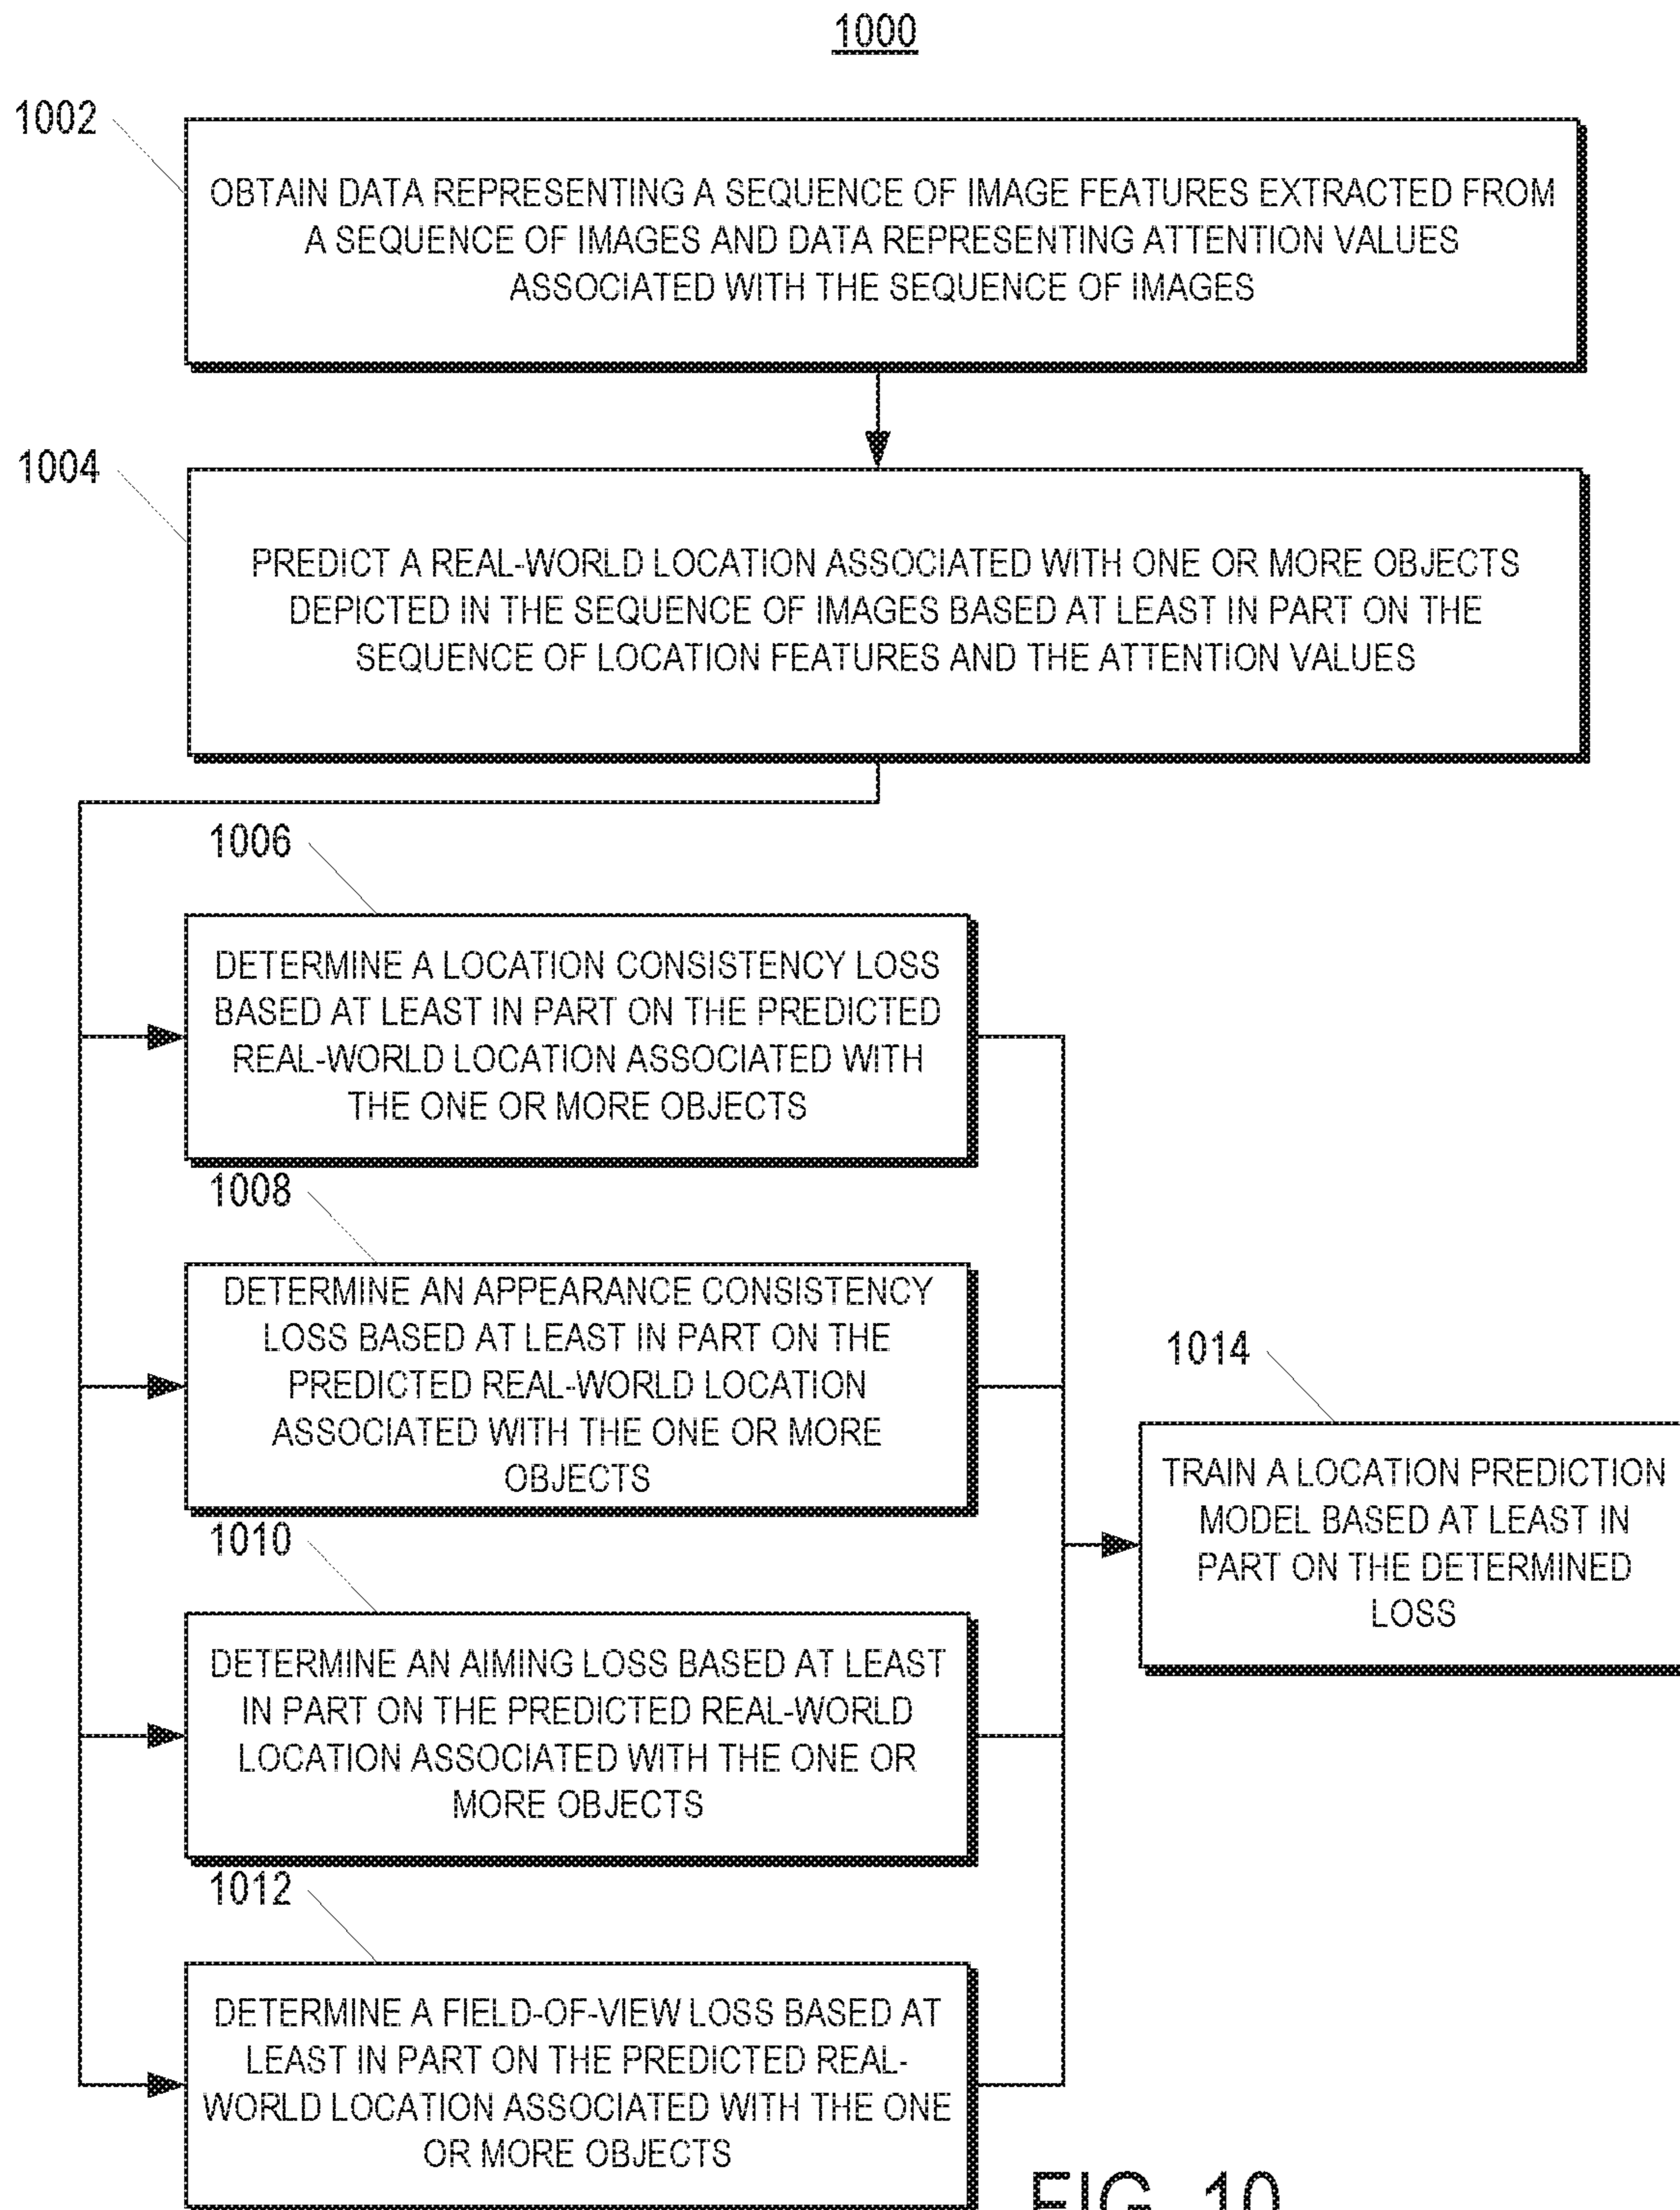 1000
1002
OBTAIN DATA REPRESENTING A SEQUENCE OF IMAGE FEATURES EXTRACTED FROM
A SEQUENCE OF IMAGES AND DATA REPRESENTING ATTENTION VALUES
ASSOCIATED WITH THE SEQUENCE OF IMAGES
1004
PREDICT A REAL-WORLD LOCATION ASSOCIATED WITH ONE OR MORE OBJECTS
DEPICTED IN THE SEQUENCE OF IMAGES BASED AT LEAST IN PART ON THE
SEQUENCE OF LOCATION FEATURES AND THE ATTENTION VALUES
1006
DETERMINE A LOCATION CONSISTENCY LOSS
BASED AT LEAST IN PART ON THE PREDICTED
REAL-WORLD LOCATION ASSOCIATED WITH
THE ONE OR MORE OBJECTS
1008
DETERMINE AN APPEARANCE CONSISTENCY
LOSS BASED AT LEAST IN PART ON THE
PREDICTED REAL-WORLD LOCATION
ASSOCIATED WITH THE ONE OR MORE
OBJECTS
1010
DETERMINE AN AIMING LOSS BASED AT LEAST
IN PART ON THE PREDICTED REAL-WORLD
LOCATION ASSOCIATED WITH THE ONE OR
MORE OBJECTS
1012
DETERMINE A FIELD-OF-VIEW LOSS BASED AT
LEAST IN PART ON THE PREDICTED REAL-
WORLD LOCATION ASSOCIATED WITH THE ONE
OR MORE OBJECTS
1014
TRAIN A LOCATION PREDICTION
MODEL BASED AT LEAST IN
PART ON THE DETERMINED
LOSS
FIG. 10